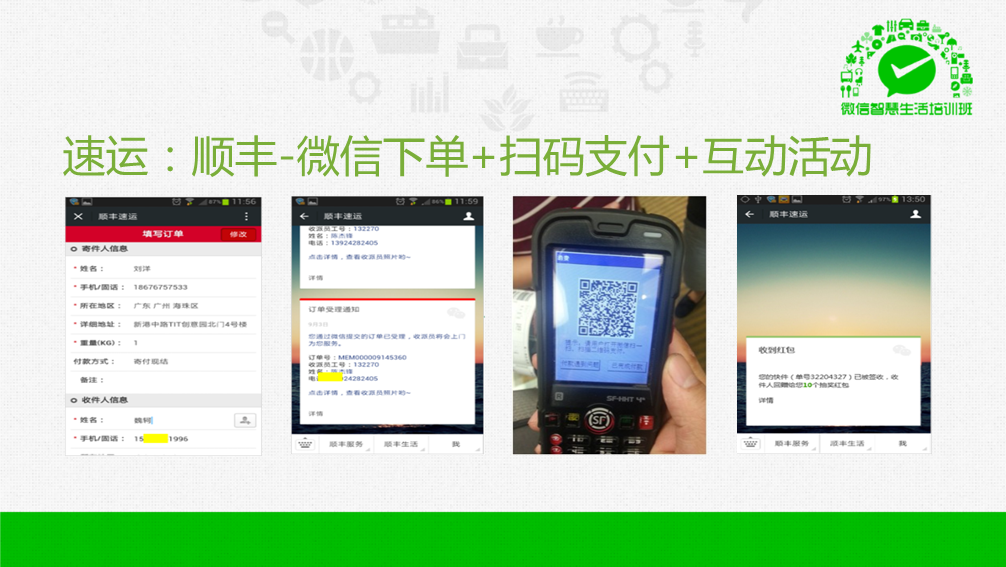 微信智慧生活培训班
速运：顺丰-微信下单+扫码支付+互动活动
87% 11:56
顺丰速运
填写订单
修改
寄件人信息
* 姓名： 刘洋
* 手机/固话： 18676757533
* 所在地区： 广东 广州 海珠区
* 详细地址： 新港中路TIT创意园北门4号楼
* 重量(KG)： 1
付款方式： 寄付现结
备注：
收件人信息
* 姓名：
* 手机/固话： 15 1996
86% 11:59
顺丰速运
收派员工号：132270
姓名：陈杰锋
电话：13924282405
点击详情，查看收派员照片哟~
详情
订单受理通知
9月3日
您通过微信提交的订单已受理，收派员将会上门
为您服务。
订单号：MEM000009145360
收派员工号：132270
姓 陈杰锋
电 24282405
点击详情，查看收派员照片哟~
详情
顺丰服务
顺丰生活
我
SF-HHT
SF
13:50
顺丰速运
收到红包
您的快件（单号32204327）已被签收，收
件人回赠给您10个抽奖红包
详情
顺丰服务
顺丰生活
我